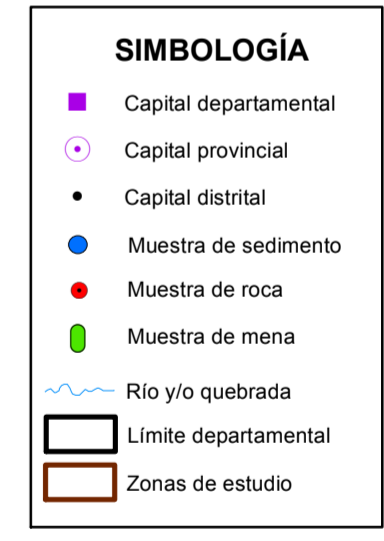 SIMBOLOGÍA
Capital departamental
Capital provincial
Capital distrital
Muestra de sedimento
Muestra de roca
Muestra de mena
Río y/o quebrada
Límite departamental
Zonas de estudio